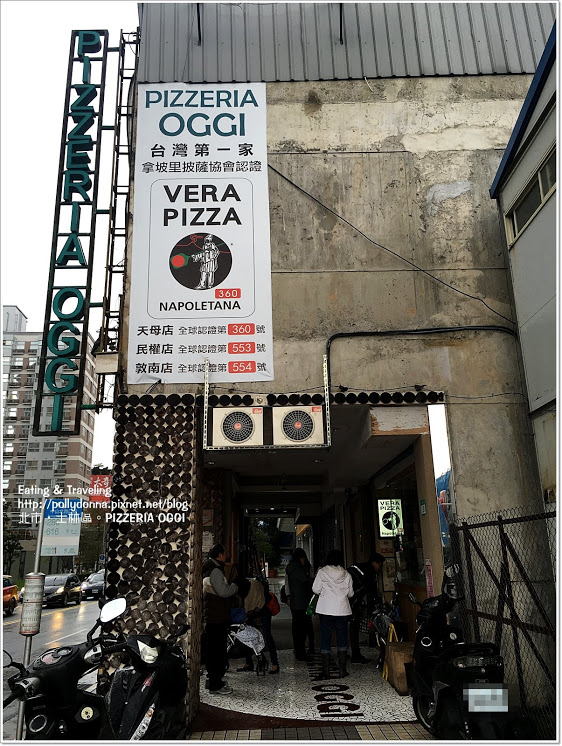 PIZZERIA OGGI
PIZZERIA
OGGI
台灣第一家
拿坡里披薩協會認證
VERA
PIZZA
360
NAPOLETANA
天母店 全球認證第 360 號
民權店 全球認證第 553 號
敦南店 全球認證第 554 號
VERA
PIZZA
Eating & Traveling
http://pollydonna.pixnet.net/blog
北市。士林區。PIZZERIA OGGI
616
OGGI